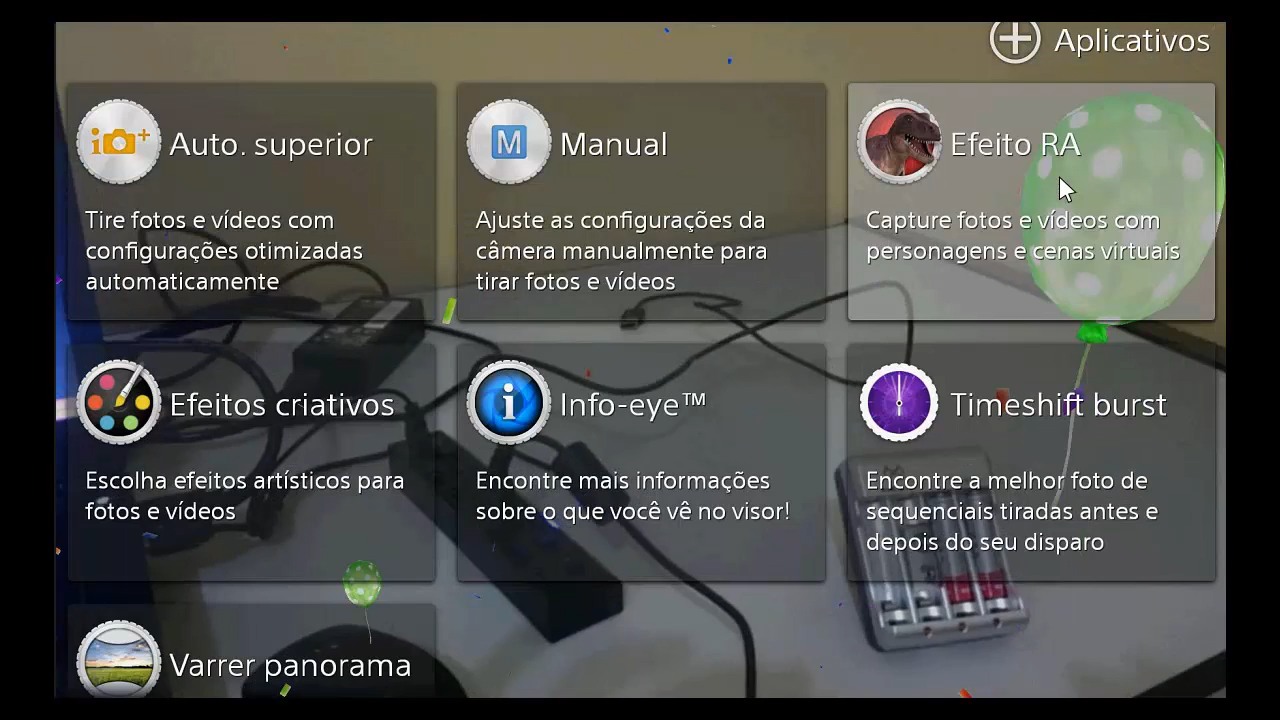 Aplicativos
Auto. superior
Tire fotos e vídeos com
configurações otimizadas
automaticamente
Manual
Ajuste as configurações da
câmera manualmente para
tirar fotos e vídeos
Efeito RA
Capture fotos e vídeos com
personagens e cenas virtuais
Efeitos criativos
Escolha efeitos artísticos para
fotos e vídeos
Info-eye™
Encontre mais informações
sobre o que você vê no visor!
Timeshift burst
Encontre a melhor foto de
sequenciais tiradas antes e
depois do seu disparo
Varrer panorama